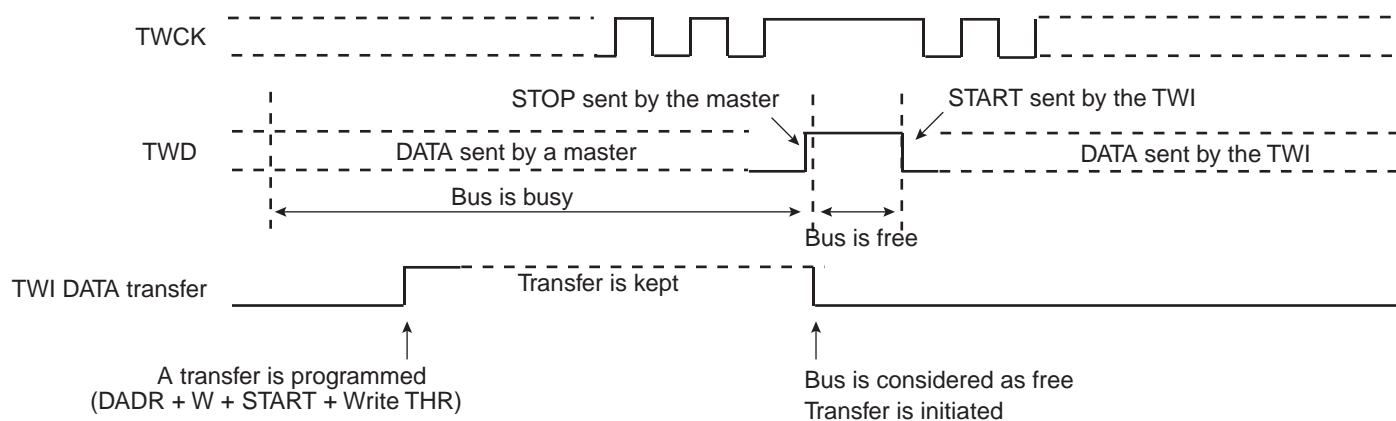 TWCK
STOP sent by the master
START sent by the TWI
TWD
DATA sent by a master
DATA sent by the TWI
Bus is busy
Bus is free
TWI DATA transfer
Transfer is kept
A transfer is programmed
(DADR + W + START + Write THR)
Bus is considered as free
Transfer is initiated